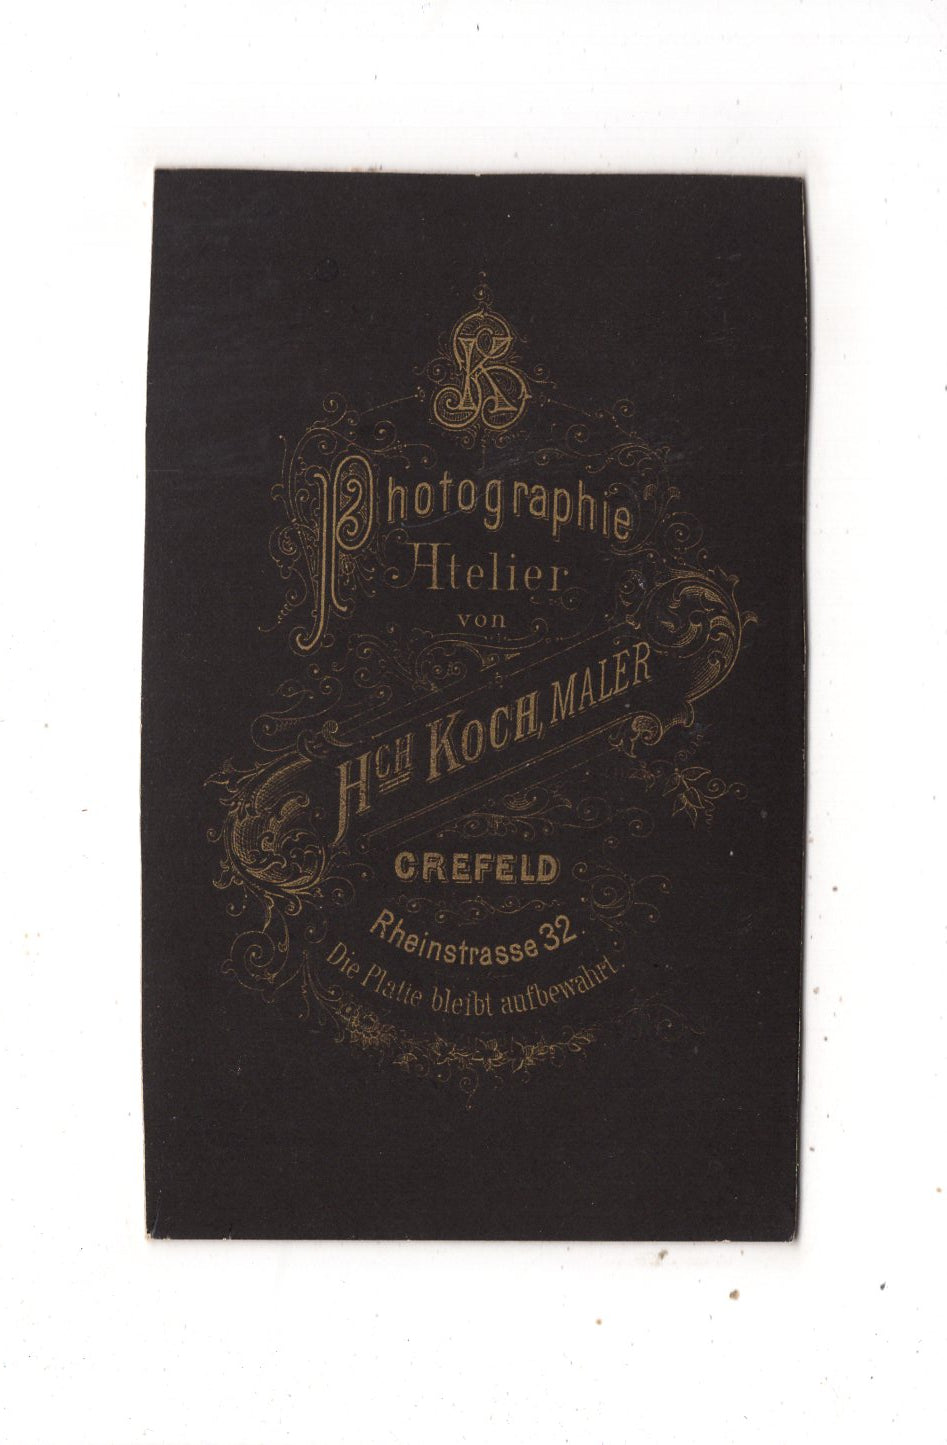 Photographie
Atelier
von
HCH KOCH, MALER
CREFELD
Rheinstrasse 32.
Die Platte bleibt aufbewahrt.